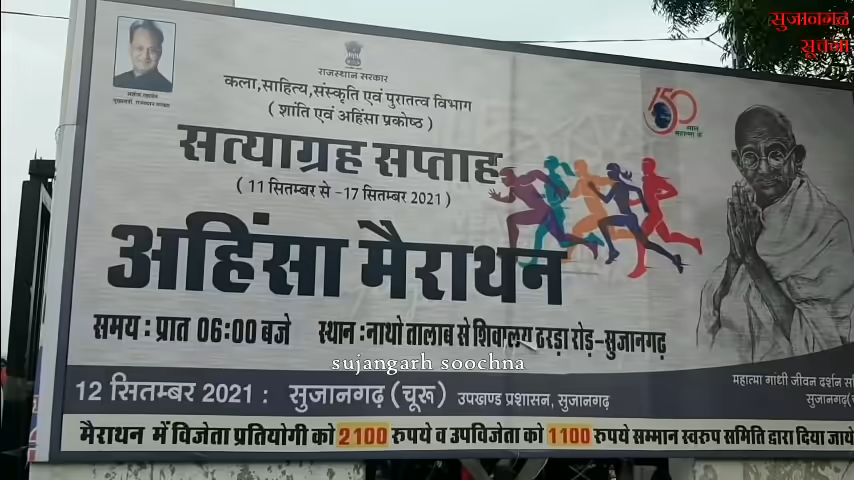 सुजानगढ़
सूचना
राजस्थान सरकार
कला,साहित्य,संस्कृति एवं पुरातत्व विभाग
( शांति एवं अहिंसा प्रकोष्ठ )
सत्याग्रह सप्ताह
( 11 सितम्बर से -17 सितम्बर 2021 )
150
अहिंसा मैराथन
समय : प्रात 06:00 बजे स्थान :नाथो तालाब से शिवालय ठरड़ा रोड़-सुजानगढ़
sujangarh soochna
12 सितम्बर 2021 : सुजानगढ़ (चूरू) उपखण्ड प्रशासन, सुजानगढ़
महात्मा गांधी जीवन दर्शन
सुजानगढ़
मैराथन में विजेता प्रतियोगी को 2100 रूपये व उपविजेता को 1100 रूपये सम्मान स्वरुप समिति द्वारा दिया जाये